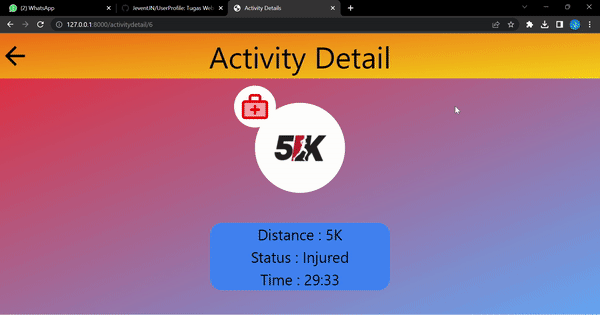 (2) WhatsApp
JeventJN/UserProfile: Tugas Web
Activity Details
127.0.0.1:8000/activitydetail/6
Activity Detail
5K
Distance : 5K
Status : Injured
Time : 29:33